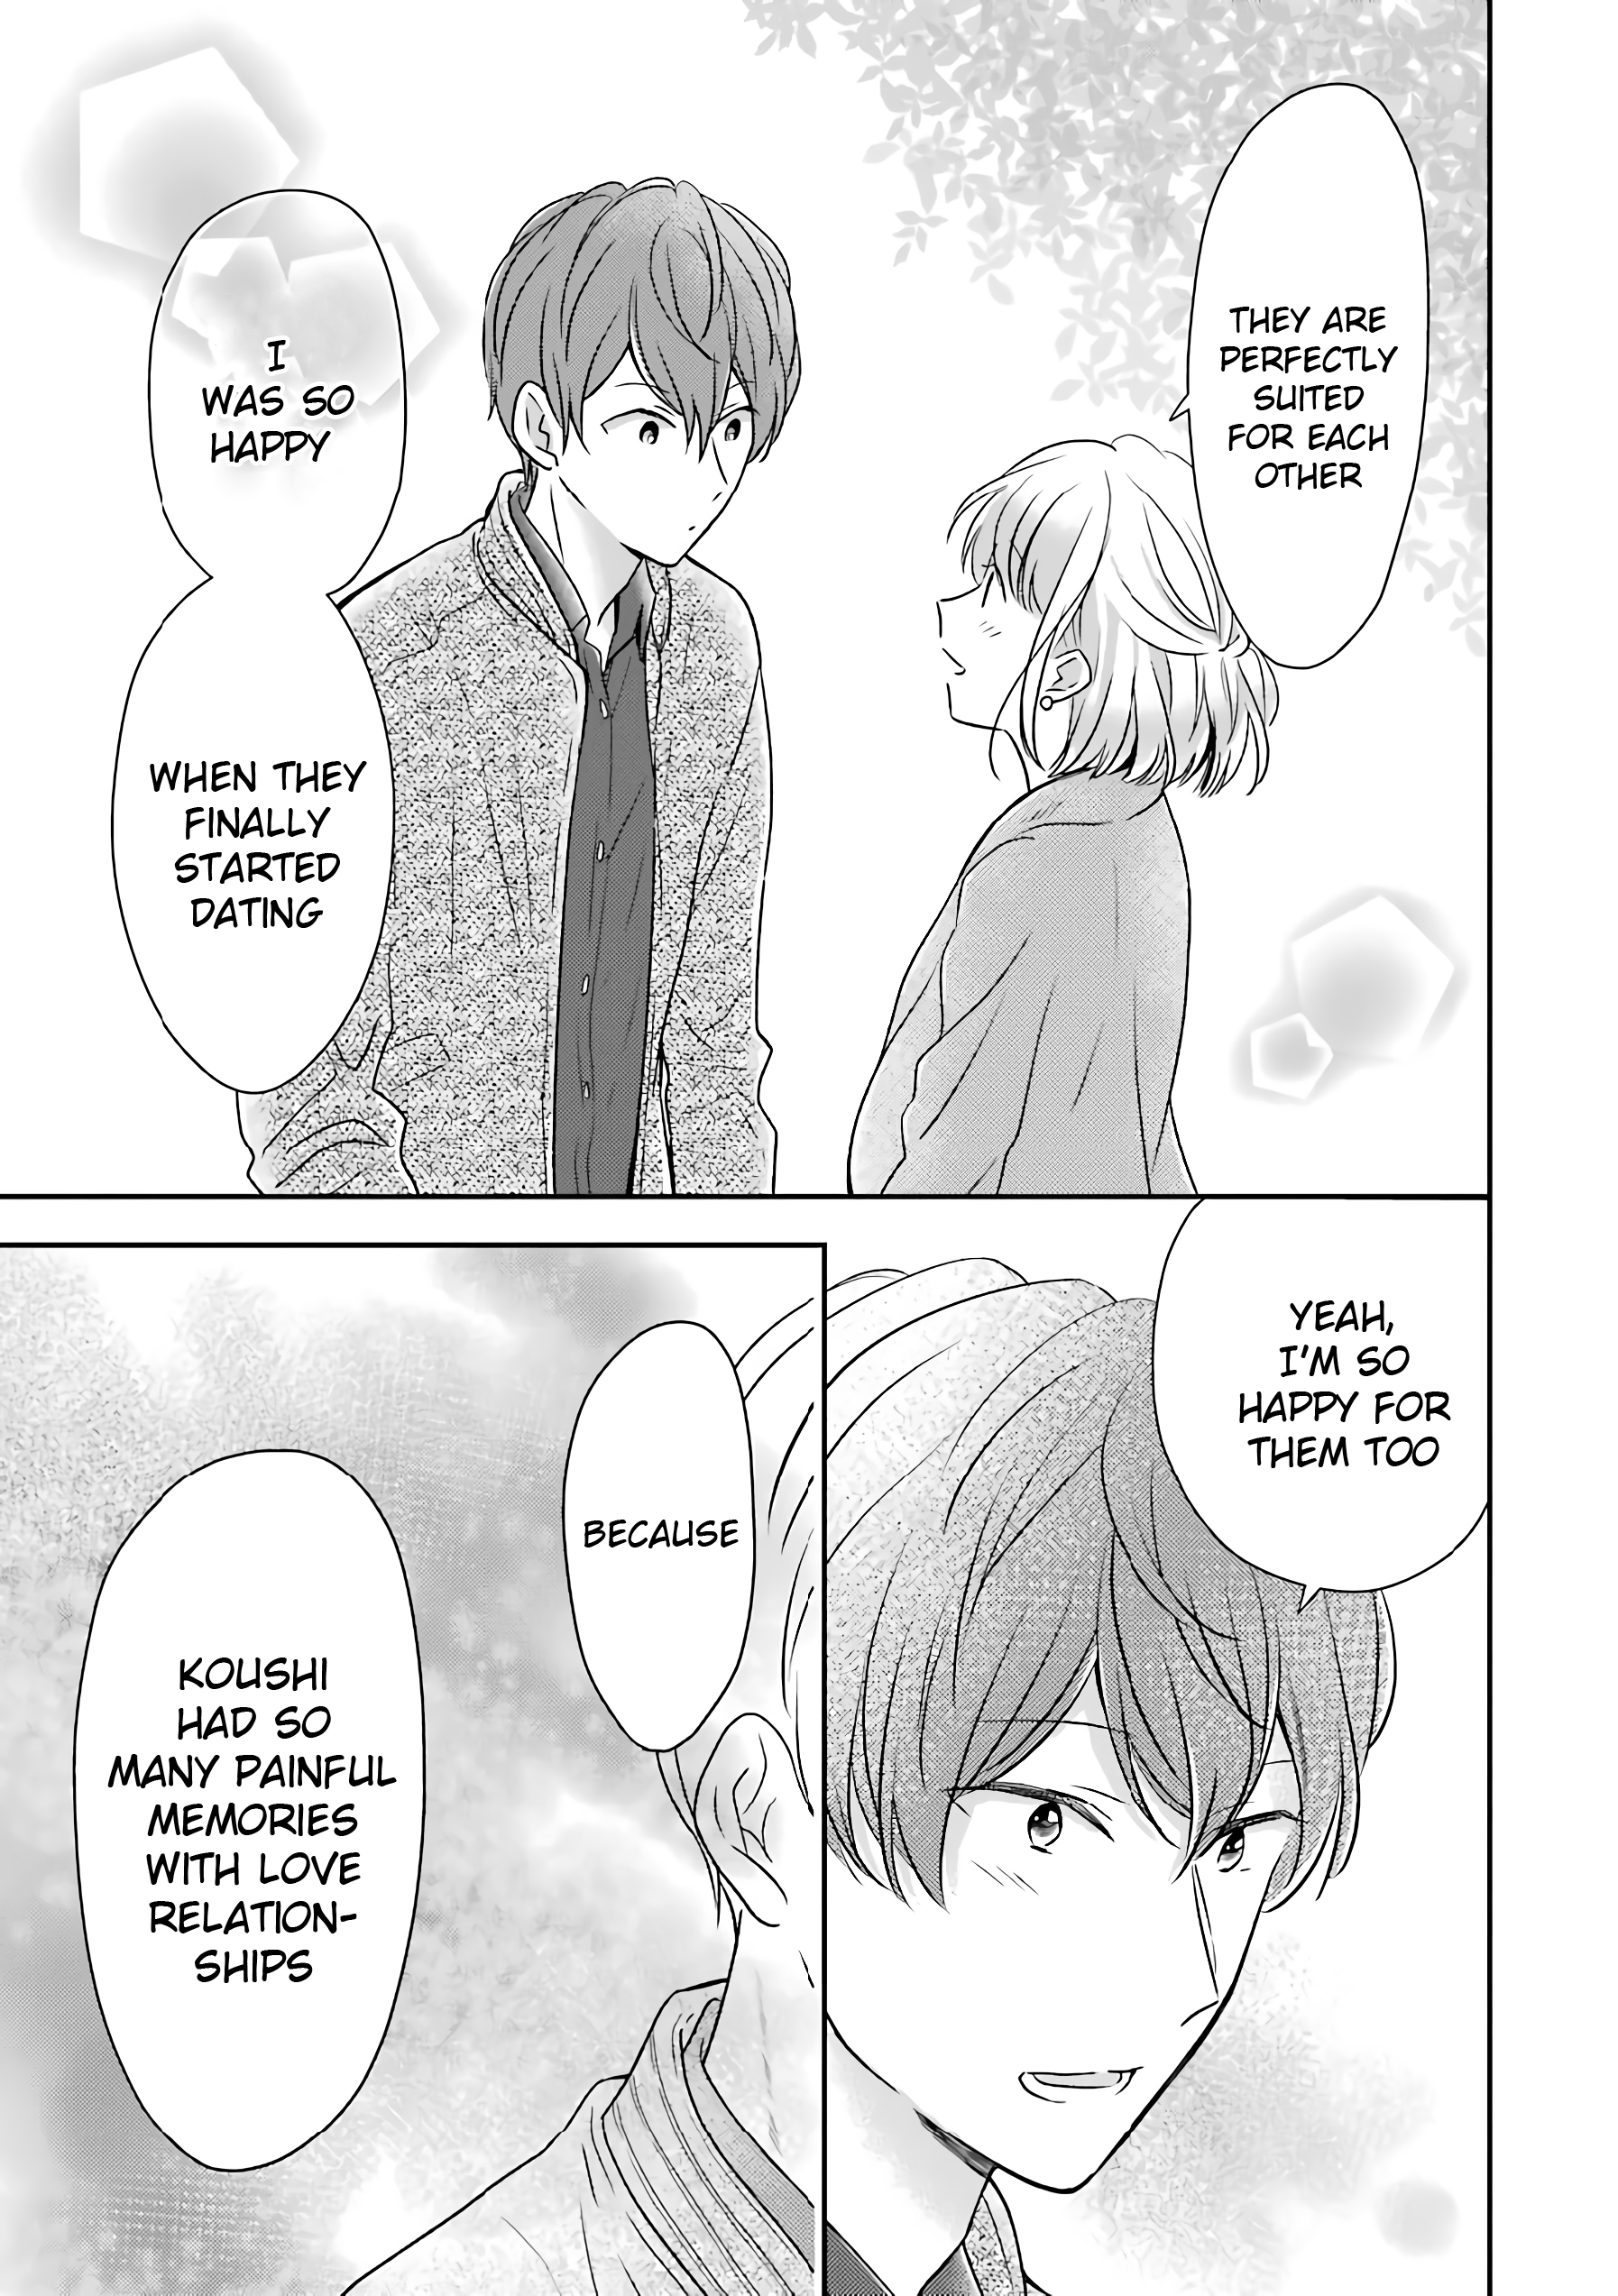 THEY ARE
PERFECTLY
SUITED
FOR EACH
OTHER
I
WAS SO
HAPPY
WHEN THEY
FINALLY
STARTED
DATING
YEAH,
I'M SO
HAPPY FOR
THEM TOO
BECAUSE
KOUSHI
HAD SO
MANY PAINFUL
MEMORIES
WITH LOVE
RELATION-
SHIPS